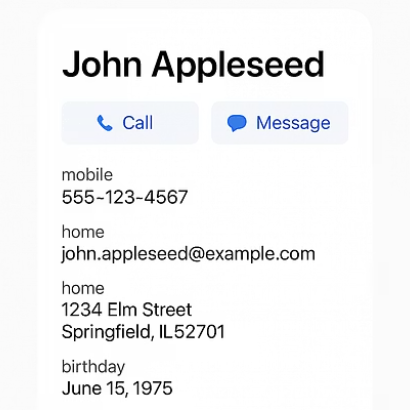 John Appleseed
Call
Message
mobile
555-123-4567
home
john.appleseed@example.com
home
1234 Elm Street
Springfield, IL52701
birthday
June 15, 1975